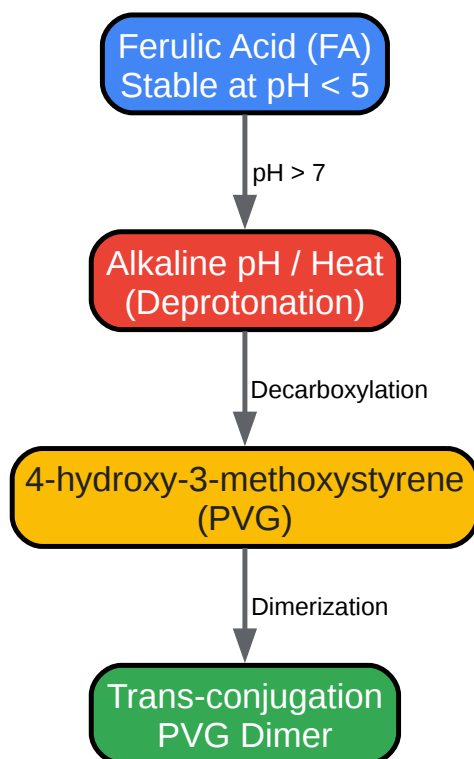 Ferulic Acid (FA)
Stable at pH < 5
pH > 7
Alkaline pH / Heat
(Deprotonation)
Decarboxylation
4-hydroxy-3-methoxystyrene
(PVG)
Dimerization
Trans-conjugation
PVG Dimer